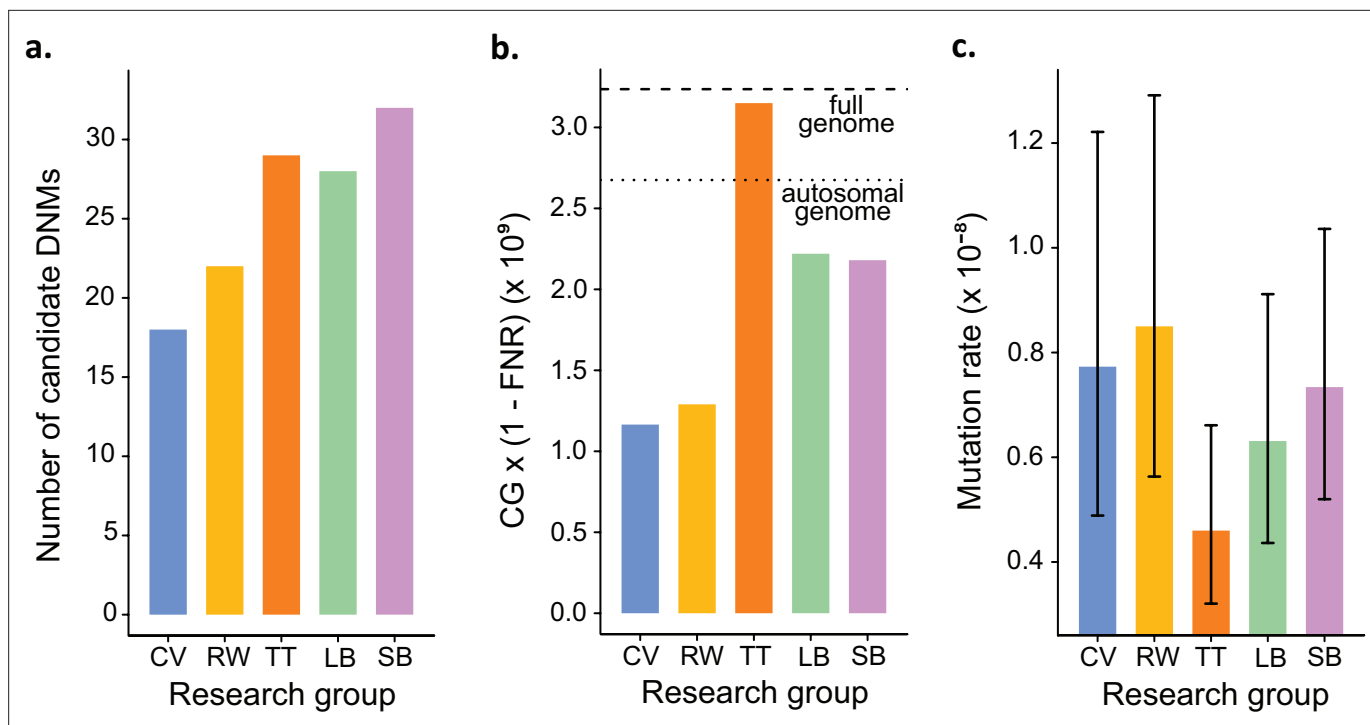 a.
Number of candidate DNMs
30
25
20
15
10
5
0
CV RW TT LB SB
Research group
b.
CG x (1 - FNR) (x 10⁹)
3.0
2.5
2.0
1.5
1.0
0.5
0.0
full
genome
autosomal
genome
CV RW TT LB SB
Research group
c.
Mutation rate (x 10⁻⁸)
1.2
1.0
0.8
0.6
0.4
CV RW TT LB SB
Research group